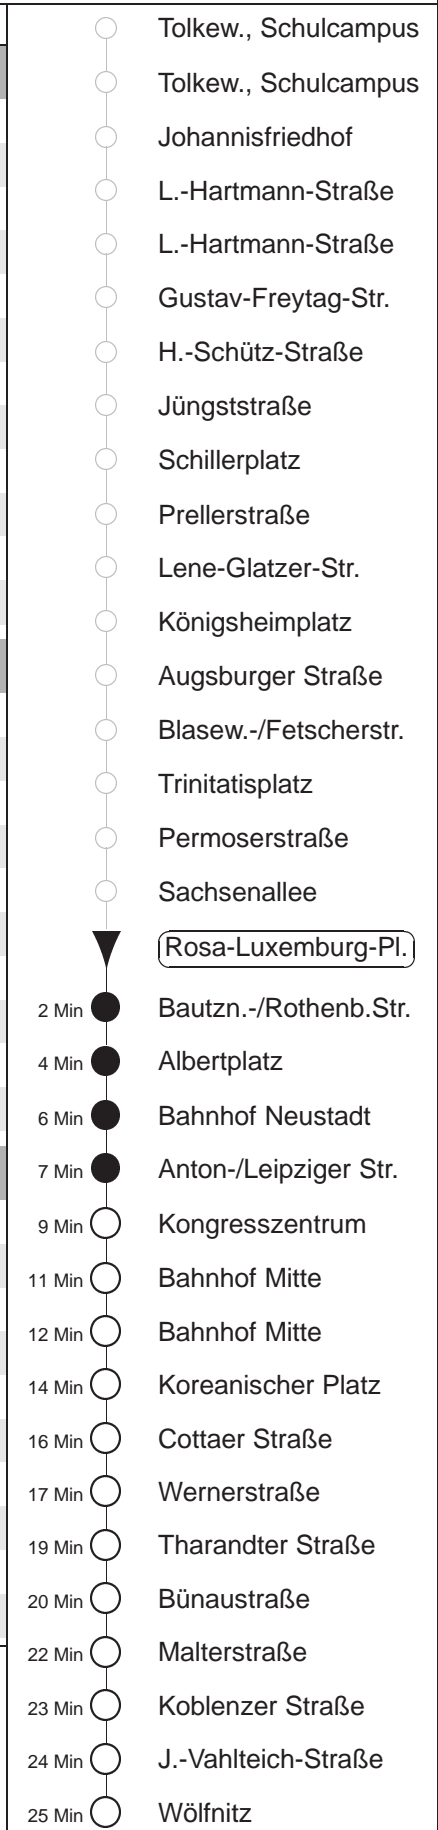 Tolkew., Schulcampus
Tolkew., Schulcampus
Johannisfriedhof
L.-Hartmann-Straße
L.-Hartmann-Straße
Gustav-Freytag-Str.
H.-Schütz-Straße
Jüngststraße
Schillerplatz
Prellerstraße
Lene-Glatzer-Str.
Königsheimplatz
Augsburger Straße
Blasew.-/Fetscherstr.
Trinitatisplatz
Permoserstraße
Sachsenallee
Rosa-Luxemburg-Pl.
2 Min Bautzn.-/Rothenb.Str.
4 Min Albertplatz
6 Min Bahnhof Neustadt
7 Min Anton-/Leipziger Str.
9 Min Kongresszentrum
11 Min Bahnhof Mitte
12 Min Bahnhof Mitte
14 Min Koreanischer Platz
16 Min Cottaer Straße
17 Min Wernerstraße
19 Min Tharandter Straße
20 Min Bünaustraße
22 Min Malterstraße
23 Min Koblenzer Straße
24 Min J.-Vahlteich-Straße
25 Min Wölfnitz